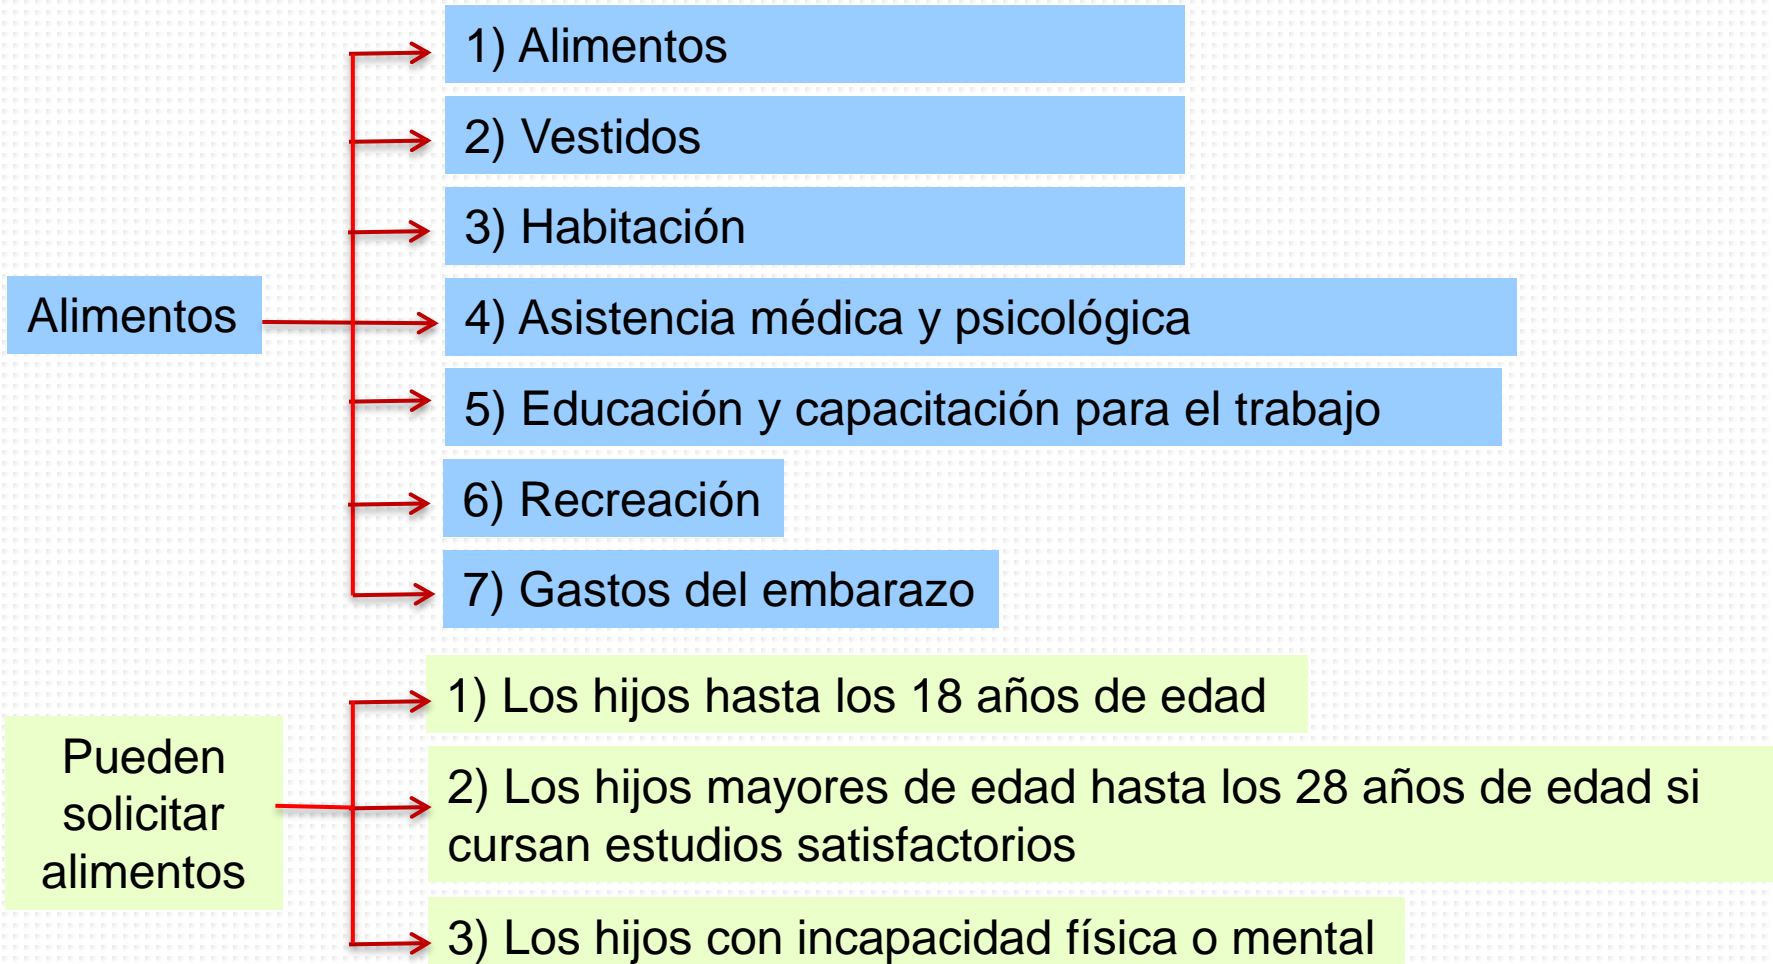 1) Alimentos
2) Vestidos
3) Habitación
Alimentos
4) Asistencia médica y psicológica
5) Educación y capacitación para el trabajo
6) Recreación
7) Gastos del embarazo
1) Los hijos hasta los 18 años de edad
Pueden
solicitar
alimentos
2) Los hijos mayores de edad hasta los 28 años de edad si
cursan estudios satisfactorios
3) Los hijos con incapacidad física o mental